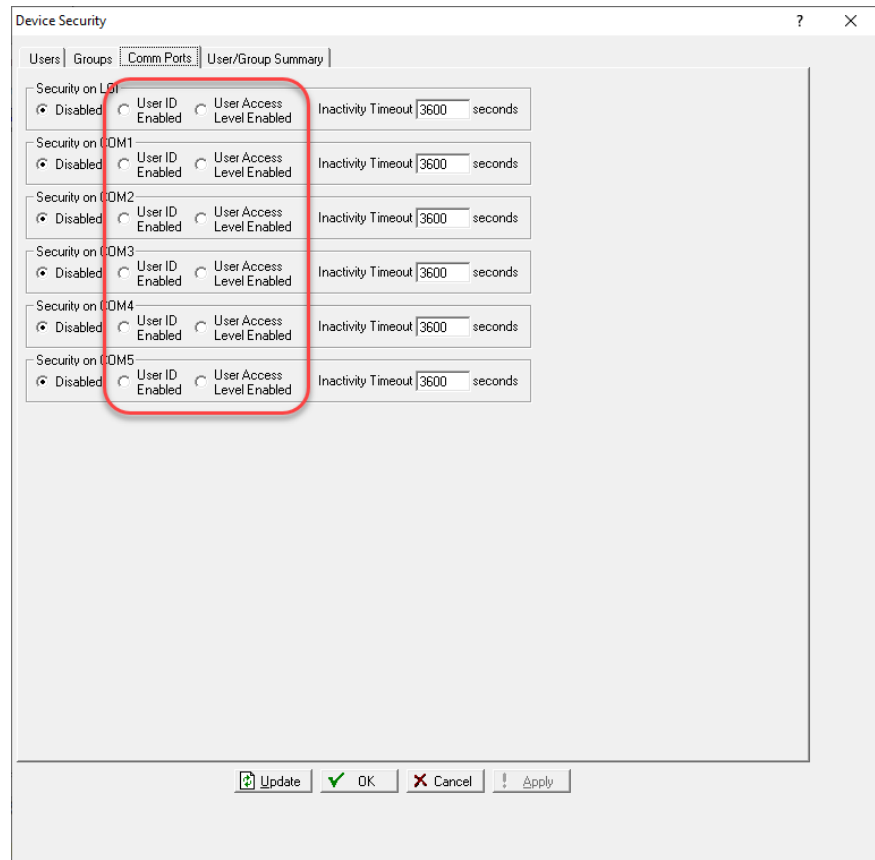 Device Security
?
Users Groups Comm Ports User/Group Summary
Security on LOI
Disabled User ID Enabled User Access Level Enabled Inactivity Timeout 3600 seconds
Security on COM1
Disabled User ID Enabled User Access Level Enabled Inactivity Timeout 3600 seconds
Security on COM2
Disabled User ID Enabled User Access Level Enabled Inactivity Timeout 3600 seconds
Security on COM3
Disabled User ID Enabled User Access Level Enabled Inactivity Timeout 3600 seconds
Security on COM4
Disabled User ID Enabled User Access Level Enabled Inactivity Timeout 3600 seconds
Security on COM5
Disabled User ID Enabled User Access Level Enabled Inactivity Timeout 3600 seconds
Update OK Cancel ! Apply